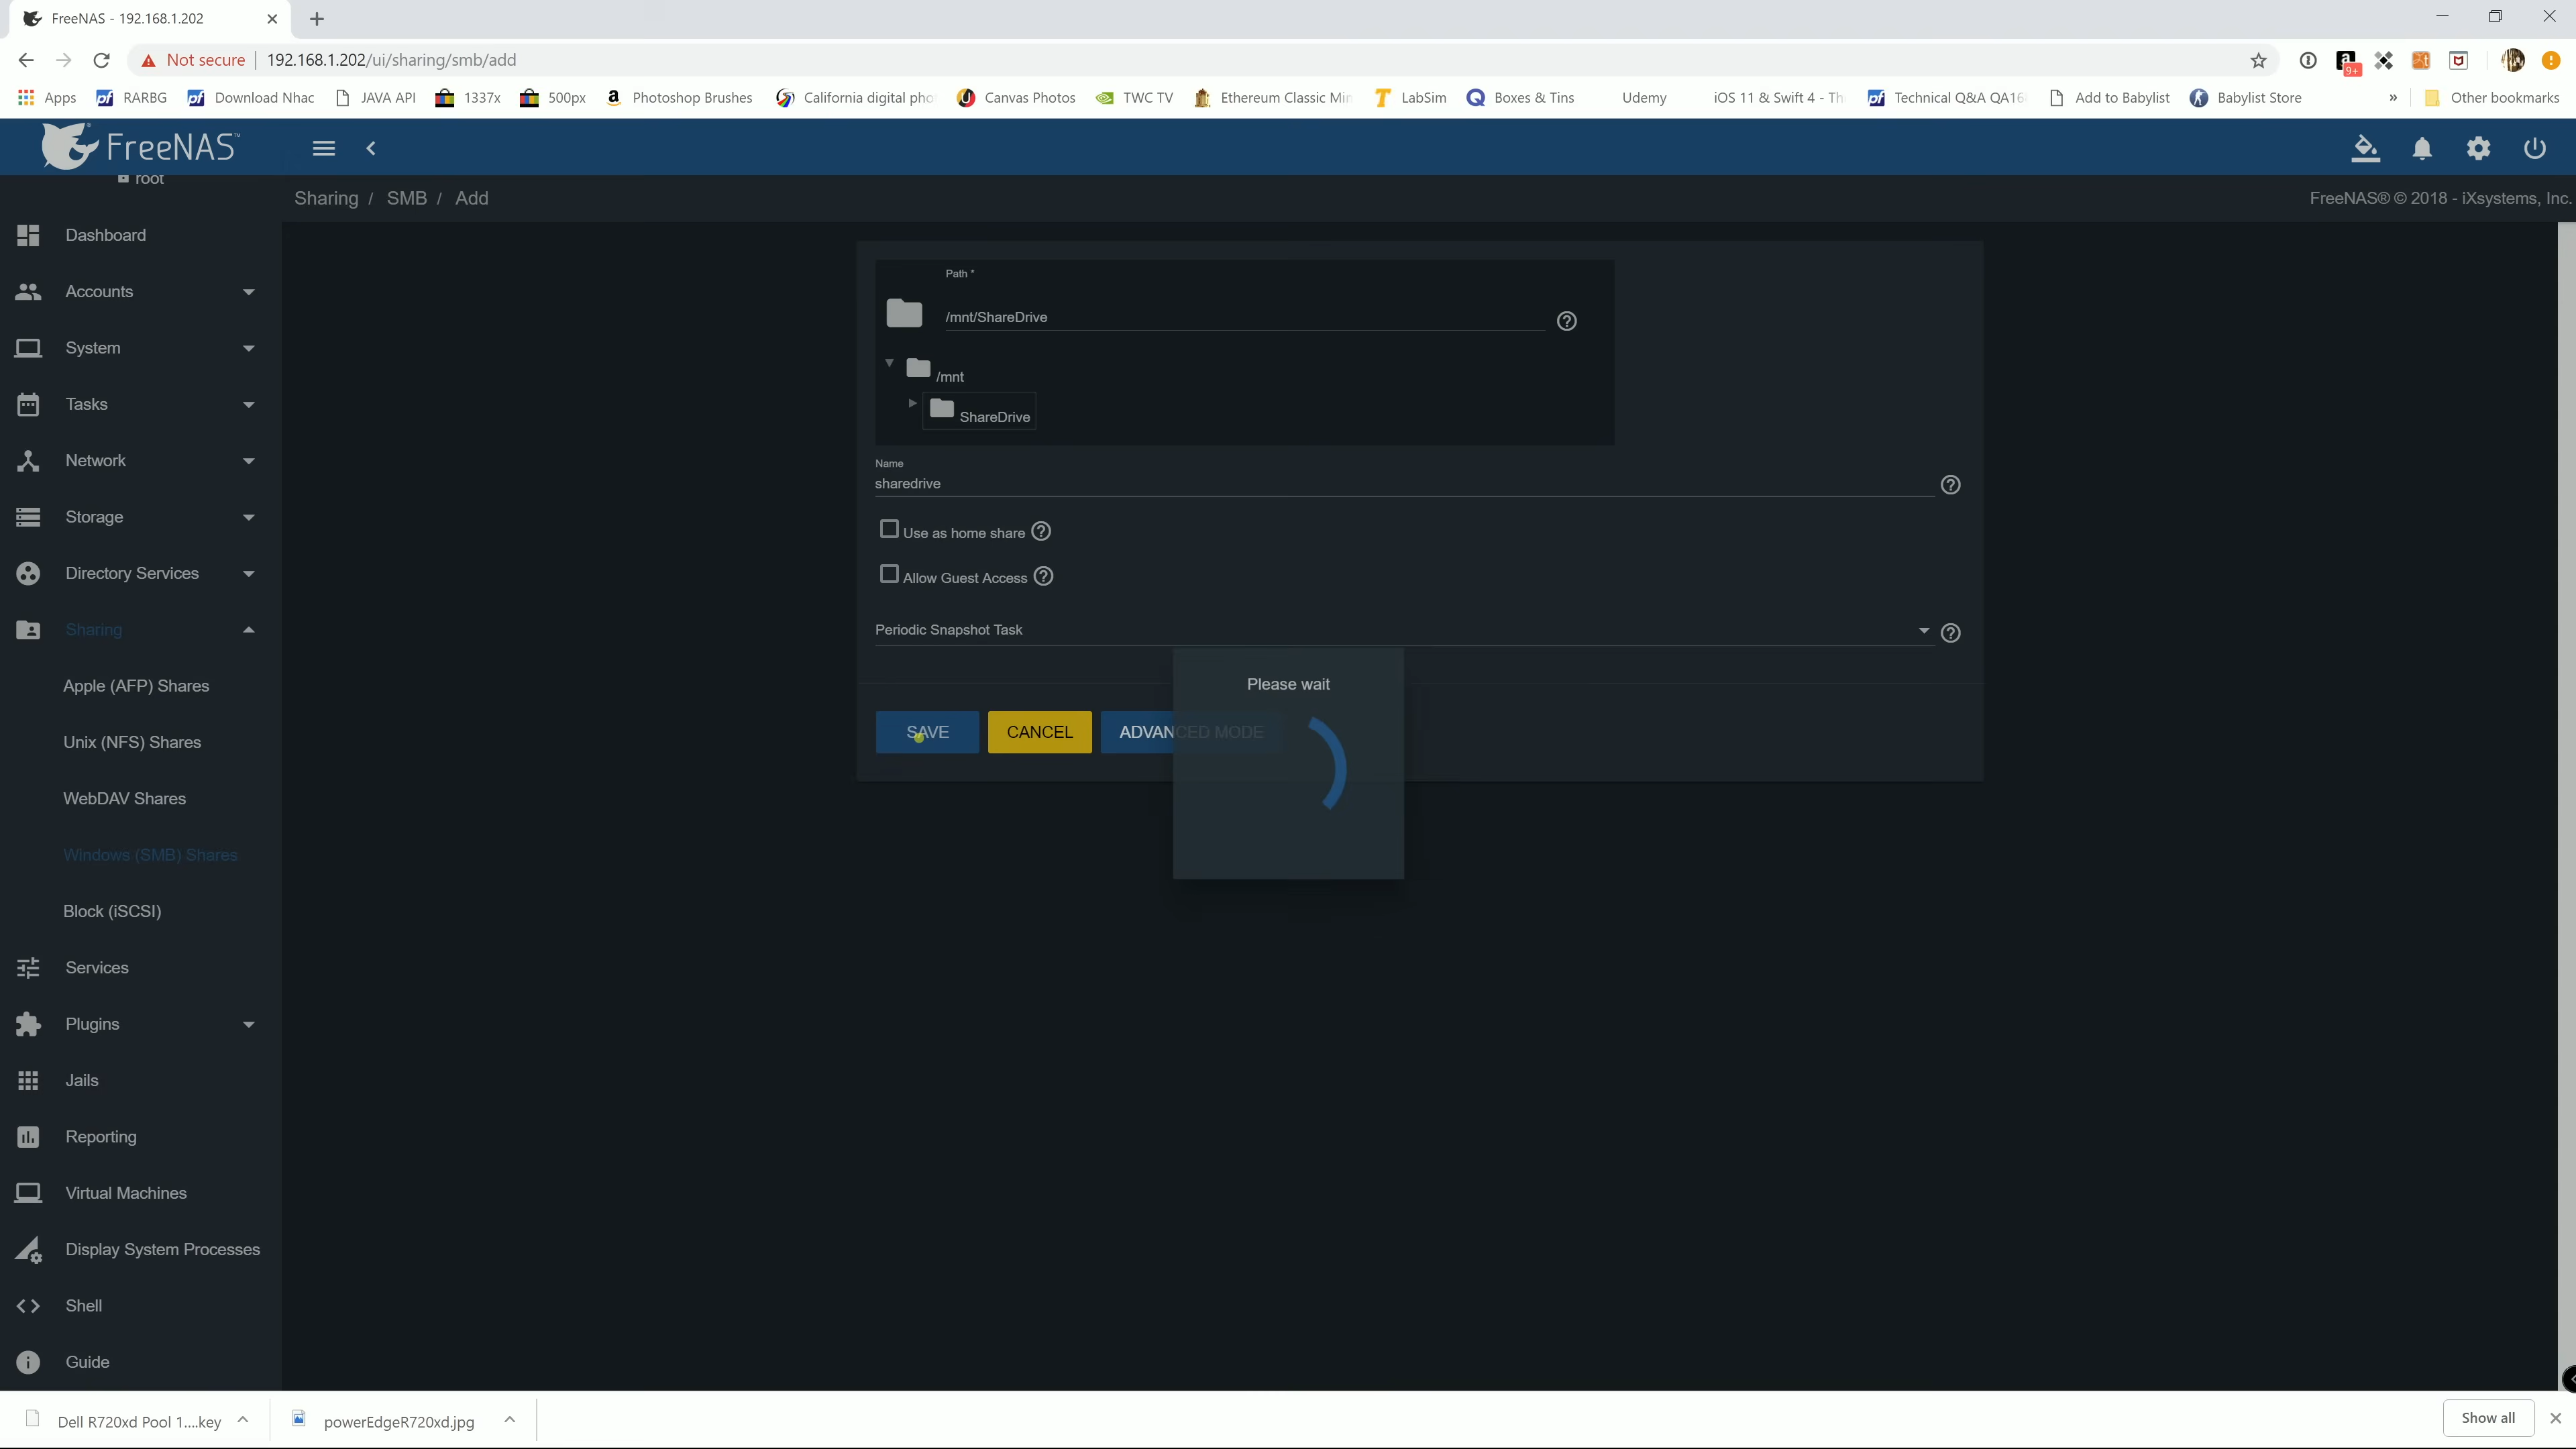 FreeNAS - 192.168.1.202
Not secure 192.168.1.202/ui/sharing/smb/add
9+
Apps RARBG Download Nhac JAVA API 1337x 500px Photoshop Brushes California digital pho Canvas Photos TWC TV Ethereum Classic Min LabSim Boxes & Tins Udemy iOS 11 & Swift 4 - Th Technical Q&A QA16 Add to Babylist Babylist Store » Other bookmarks
FreeNAS™
root
Sharing / SMB / Add
FreeNAS® © 2018 - iXsystems, Inc.
Dashboard
Accounts
System
Tasks
Network
Storage
Directory Services
Sharing
Apple (AFP) Shares
Unix (NFS) Shares
WebDAV Shares
Windows (SMB) Shares
Block (iSCSI)
Services
Plugins
Jails
Reporting
Virtual Machines
Display System Processes
Shell
Guide
Path *
/mnt/ShareDrive
/mnt
ShareDrive
Name
sharedrive
Use as home share
Allow Guest Access
Periodic Snapshot Task
Please wait
SAVE CANCEL ADVANCED MODE
Dell R720xd Pool 1....key powerEdgeR720xd.jpg Show all